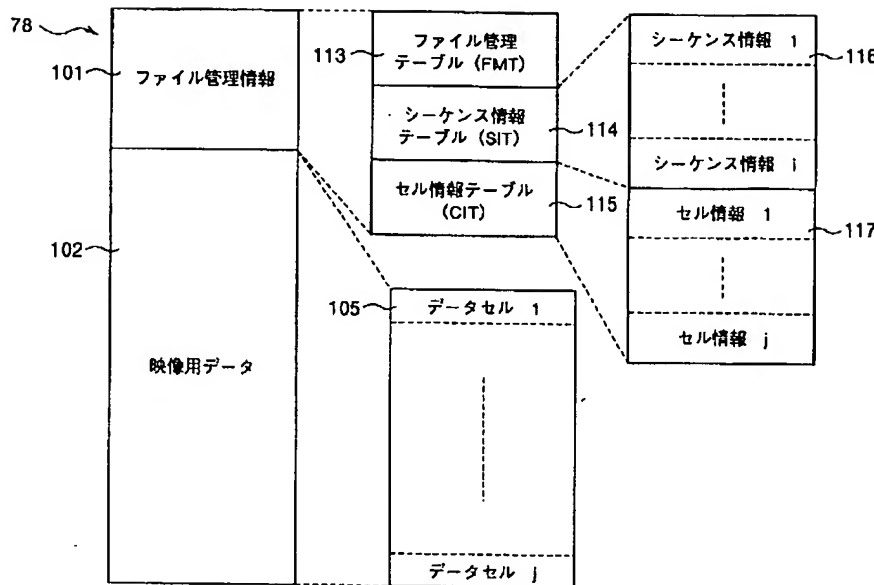 78
101
ファイル管理情報
102
映像用データ
113
ファイル管理
テーブル (FMT)
シーケンス情報
テーブル (SIT)
114
セル情報テーブル
(CIT)
115
シーケンス情報 1
116
シーケンス情報 i
セル情報 1
117
セル情報 j
105
データセル 1
データセル j